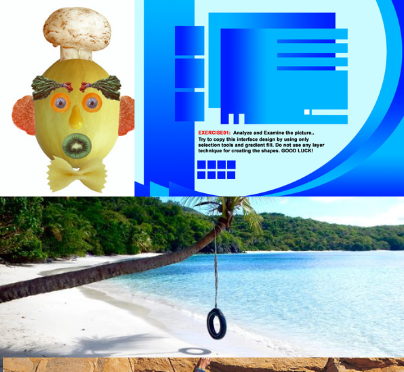 EXERCISE01: Analyze and Examine the picture..
Try to copy this interface design by using only
selection tools and gradient fill. Do not use any layer
technique for creating the shapes. GOOD LUCK!